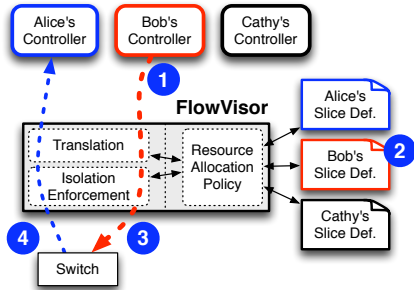 Alice's
Controller
Bob's
Controller
Cathy's
Controller
1
FlowVisor
Translation
Isolation
Enforcement
Resource
Allocation
Policy
Alice's
Slice Def.
2
Bob's
Slice Def.
Cathy's
Slice Def.
4
3
Switch